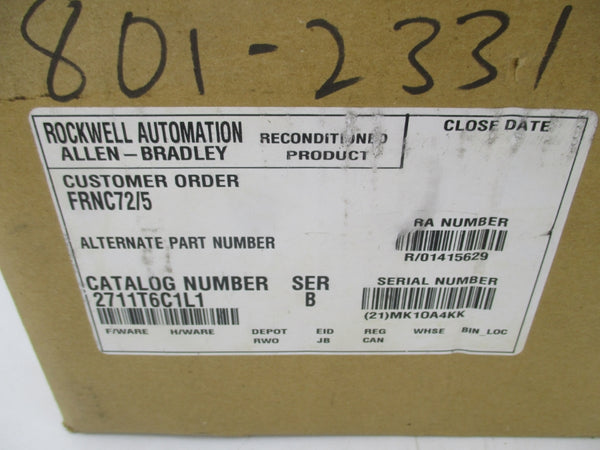 801-2331
ROCKWELL AUTOMATION
ALLEN-BRADLEY
RECONDITIONED
PRODUCT
CLOSE DATE
CUSTOMER ORDER
FRNC72/5
ALTERNATE PART NUMBER
RA NUMBER
R/01415629
CATALOG NUMBER SER
2711T6C1L1 B
SERIAL NUMBER
(21)MK10A4KK
F/WARE H/WARE DEPOT EID REG WHSE BIN_LOC
RWO JB CAN